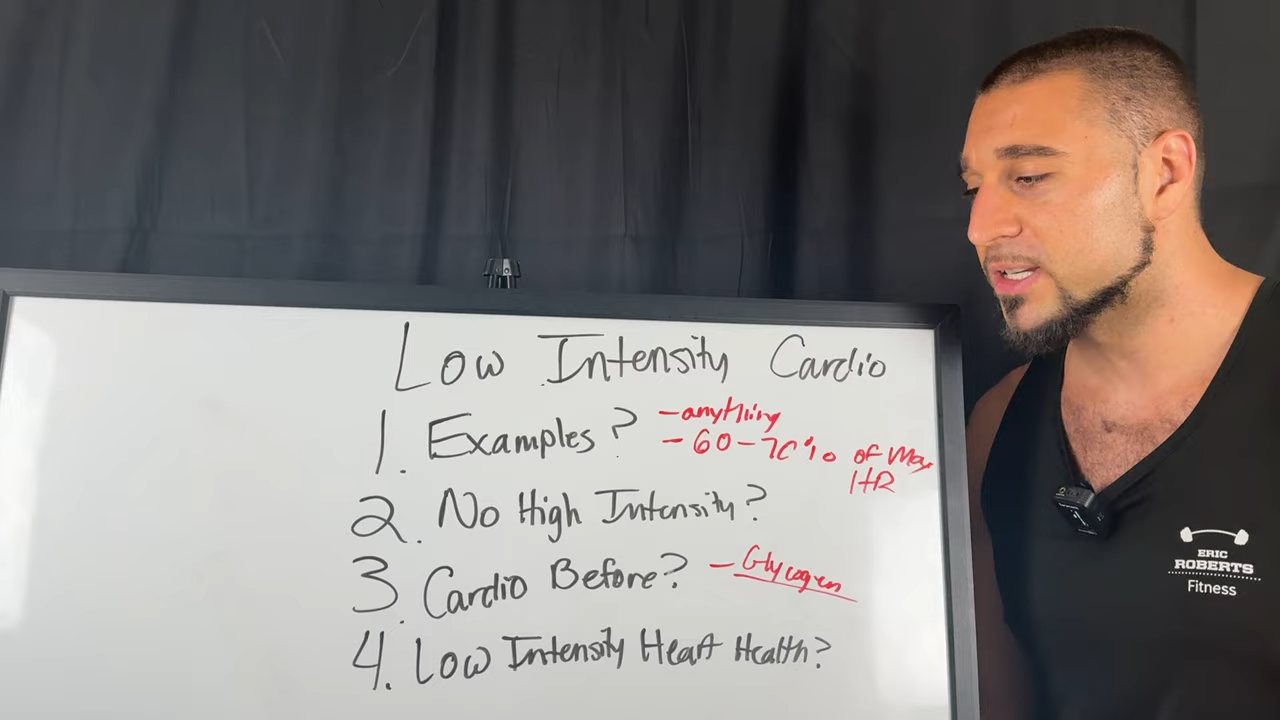 Low Intensity Cardio
1. Examples? - anything
- 60-70% of Max
HR
2. No High Intensity?
3. Cardio Before? - Glycogen
4. Low Intensity Heart Health?
ERIC
ROBERTS
Fitness